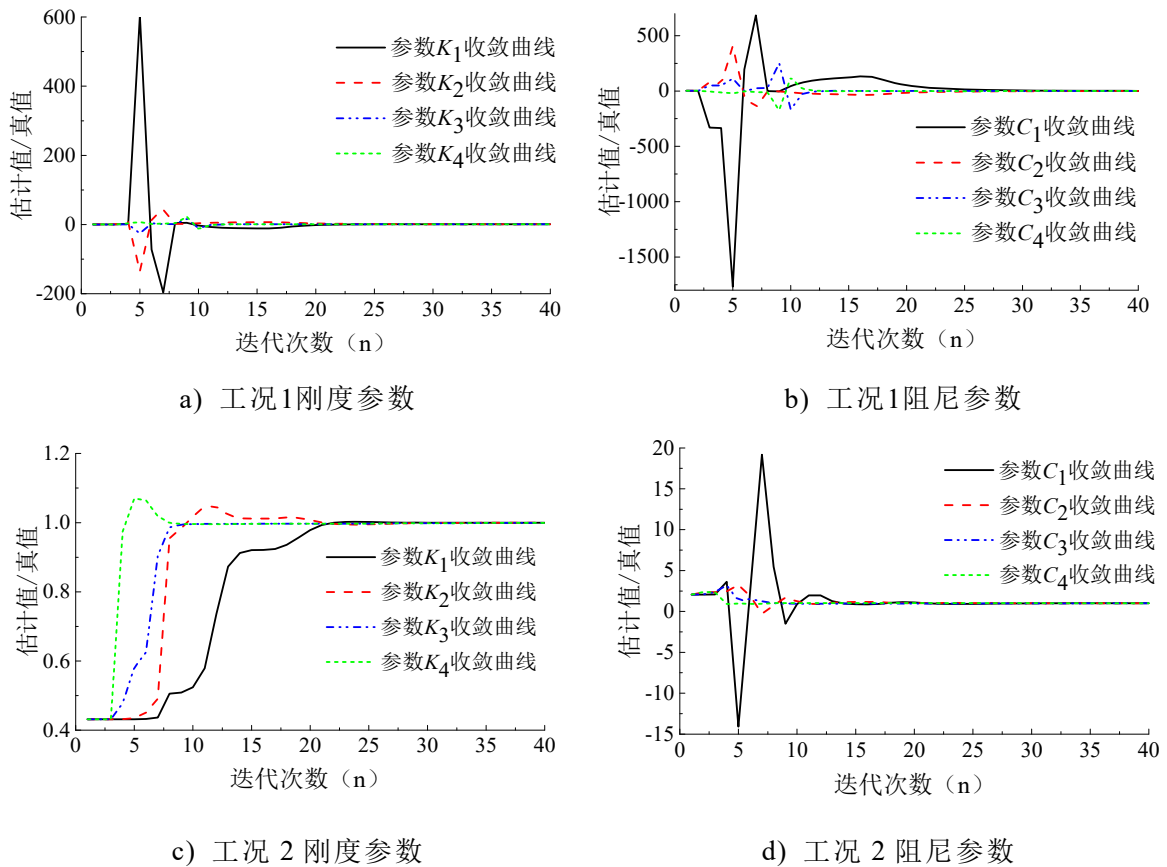 600
400
200
0
-200
0
5
10
15
20
25
30
35
40
估计值/真值
迭代次数（n）
参数K1收敛曲线
参数K2收敛曲线
参数K3收敛曲线
参数K4收敛曲线
a) 工况1刚度参数
500
0
-500
-1000
-1500
0
5
10
15
20
25
30
35
40
估计值/真值
迭代次数（n）
参数C1收敛曲线
参数C2收敛曲线
参数C3收敛曲线
参数C4收敛曲线
b) 工况1阻尼参数
1.2
1.0
0.8
0.6
0.4
0
5
10
15
20
25
30
35
40
估计值/真值
迭代次数（n）
参数K1收敛曲线
参数K2收敛曲线
参数K3收敛曲线
参数K4收敛曲线
c) 工况 2 刚度参数
20
15
10
5
0
-5
-10
-15
0
5
10
15
20
25
30
35
40
估计值/真值
迭代次数（n）
参数C1收敛曲线
参数C2收敛曲线
参数C3收敛曲线
参数C4收敛曲线
d) 工况 2 阻尼参数